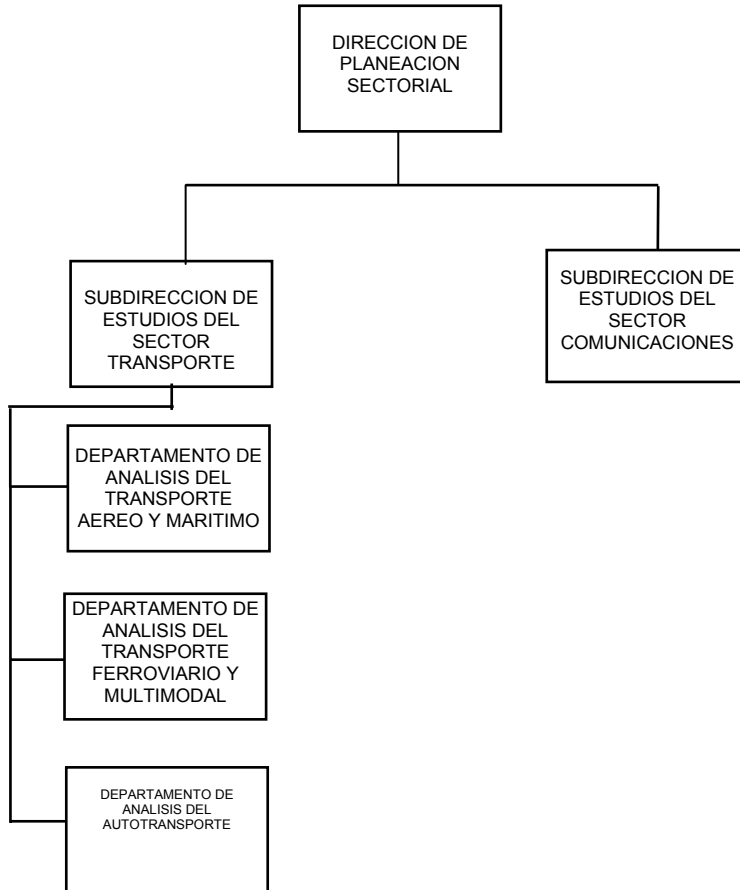 DIRECCION DE
PLANEACION
SECTORIAL
SUBDIRECCION DE
ESTUDIOS DEL
SECTOR
TRANSPORTE
SUBDIRECCION DE
ESTUDIOS DEL
SECTOR
COMUNICACIONES
DEPARTAMENTO DE
ANALISIS DEL
TRANSPORTE
AEREO Y MARITIMO
DEPARTAMENTO DE
ANALISIS DEL
TRANSPORTE
FERROVIARIO Y
MULTIMODAL
DEPARTAMENTO DE
ANALISIS DEL
AUTOTRANSPORTE